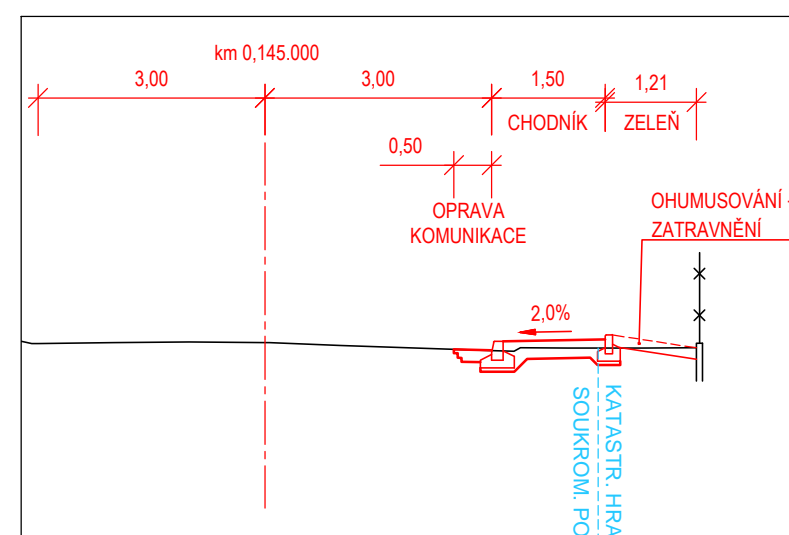 km 0,145.000
3,00
3,00
1,50
1,21
CHODNÍK
ZELEŇ
0,50
OPRAVA
KOMUNIKACE
OHUMUSOVÁNÍ
ZATRAVNĚNÍ
2,0%
KATASTR. HRA
SOUKROM. PO